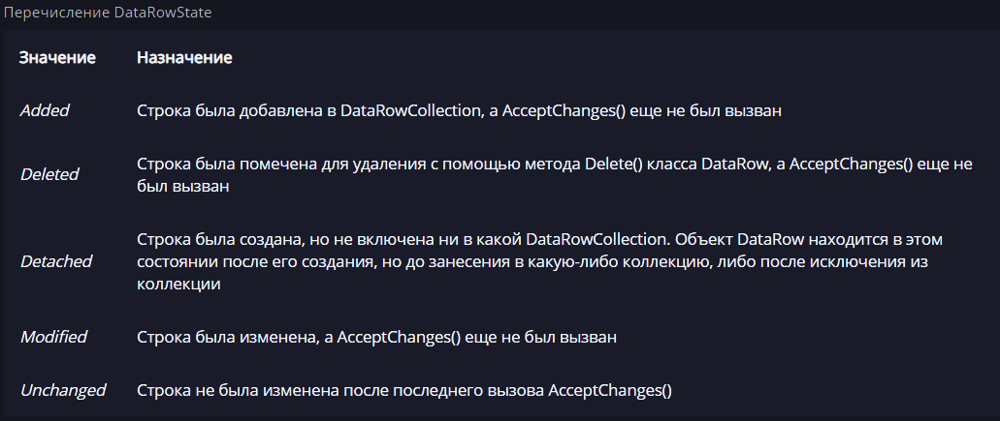 Перечисление DataRowState
Значение Назначение
Added Строка была добавлена в DataRowCollection, а AcceptChanges() еще не был вызван
Deleted Строка была помечена для удаления с помощью метода Delete() класса DataRow, а AcceptChanges() еще не
был вызван
Detached Строка была создана, но не включена ни в какой DataRowCollection. Объект DataRow находится в этом
состоянии после его создания, но до занесения в какую-либо коллекцию, либо после исключения из
коллекции
Modified Строка была изменена, а AcceptChanges() еще не был вызван
Unchanged Строка не была изменена после последнего вызова AcceptChanges()